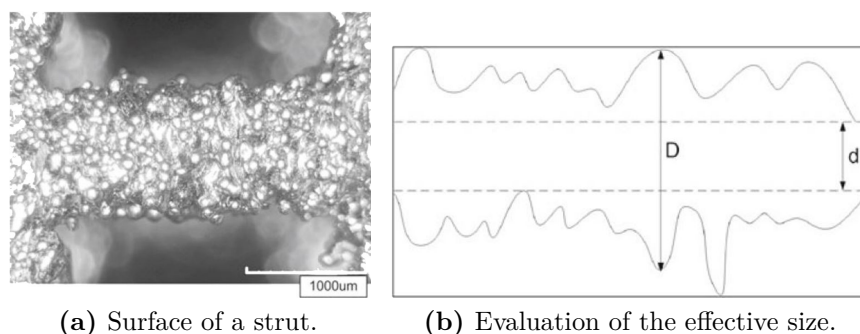 1000um
D
d
(a) Surface of a strut.
(b) Evaluation of the effective size.